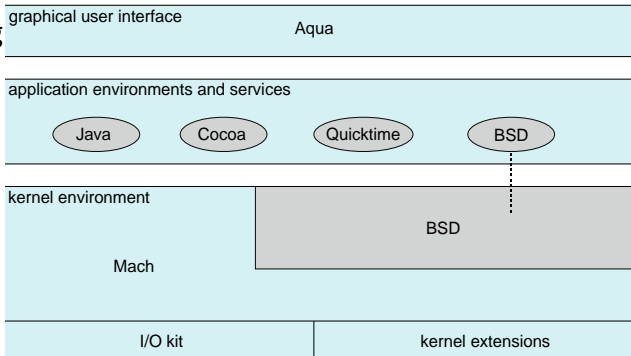 graphical user interface
Aqua
application environments and services
Java Cocoa Quicktime BSD
kernel environment
BSD
Mach
I/O kit kernel extensions